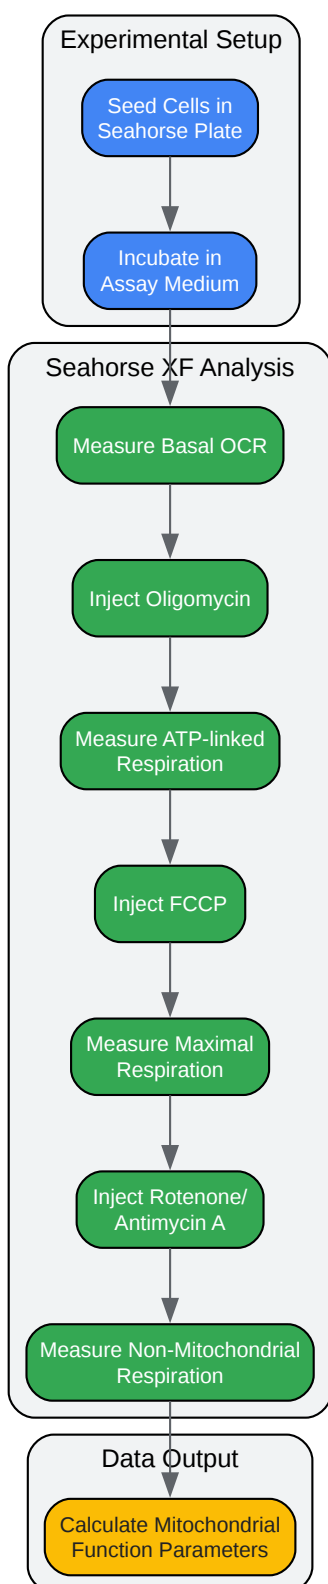 Experimental Setup
Seed Cells in
Seahorse Plate
Incubate in
Assay Medium
Seahorse XF Analysis
Measure Basal OCR
Inject Oligomycin
Measure ATP-linked
Respiration
Inject FCCP
Measure Maximal
Respiration
Inject Rotenone/
Antimycin A
Measure Non-Mitochondrial
Respiration
Data Output
Calculate Mitochondrial
Function Parameters